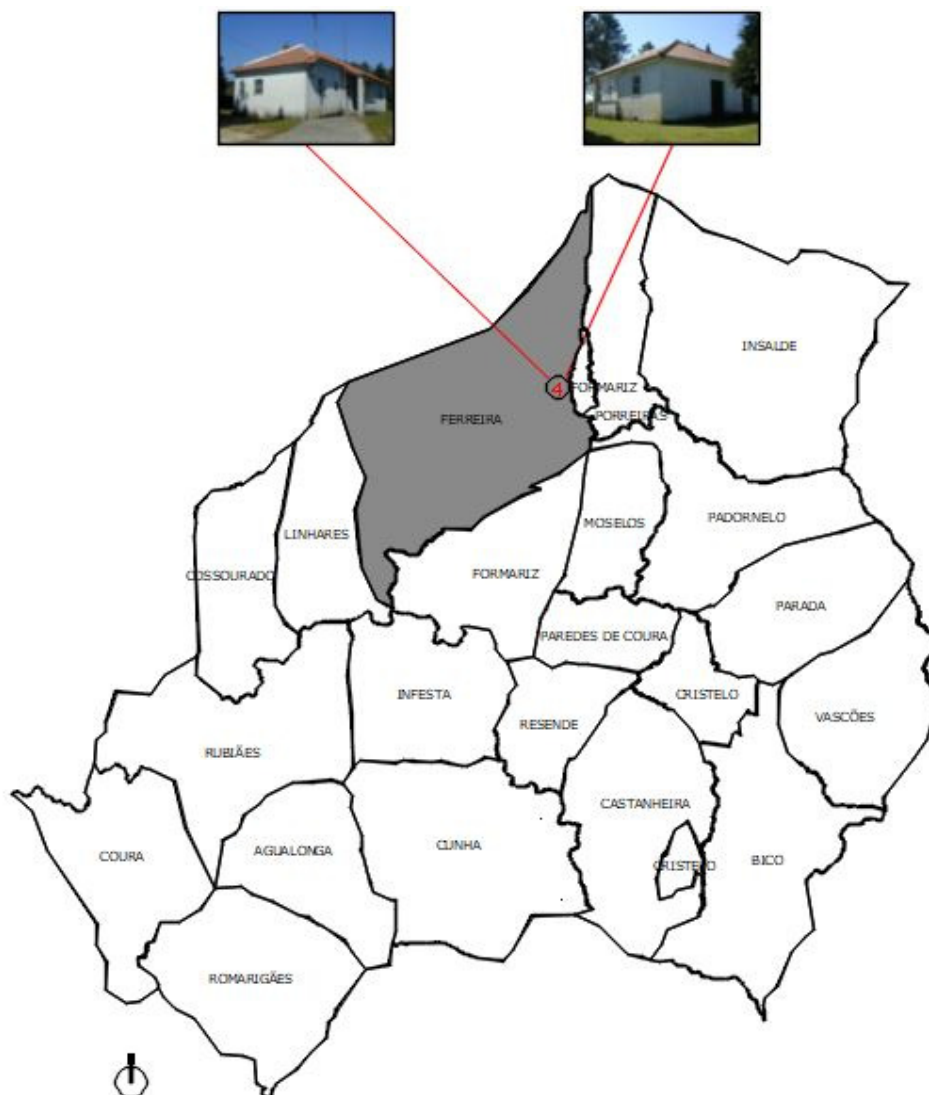 INSALDE
4
FORMARIZ
PORREIRAS
FERREIRA
MOSELOS
PADORNELO
LINHARES
COSSOURADO
FORMARIZ
PARADA
PAREDES DE COURA
INFESTA
CRISTELO
RESENDE
VASCÕES
RUBIÃES
CASTANHEIRA
CUNHA
AGUALONGA
COURA
CRISTELO
BICO
ROMARIGÃES